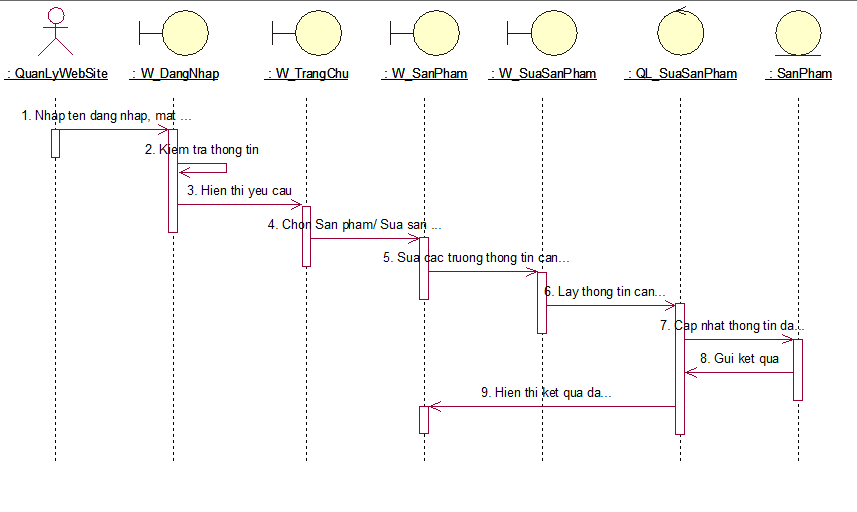 : QuanLyWebSite : W_DangNhap : W_TrangChu : W_SanPham : W_SuaSanPham : QL_SuaSanPham : SanPham
1. Nhap ten dang nhap, mat ...
2. Kiem tra thong tin
3. Hien thi yeu cau
4. Chon San pham/ Sua san ...
5. Sua cac truong thong tin can...
6. Lay thong tin can...
7. Cap nhat thong tin da...
8. Gui ket qua
9. Hien thi ket qua da...